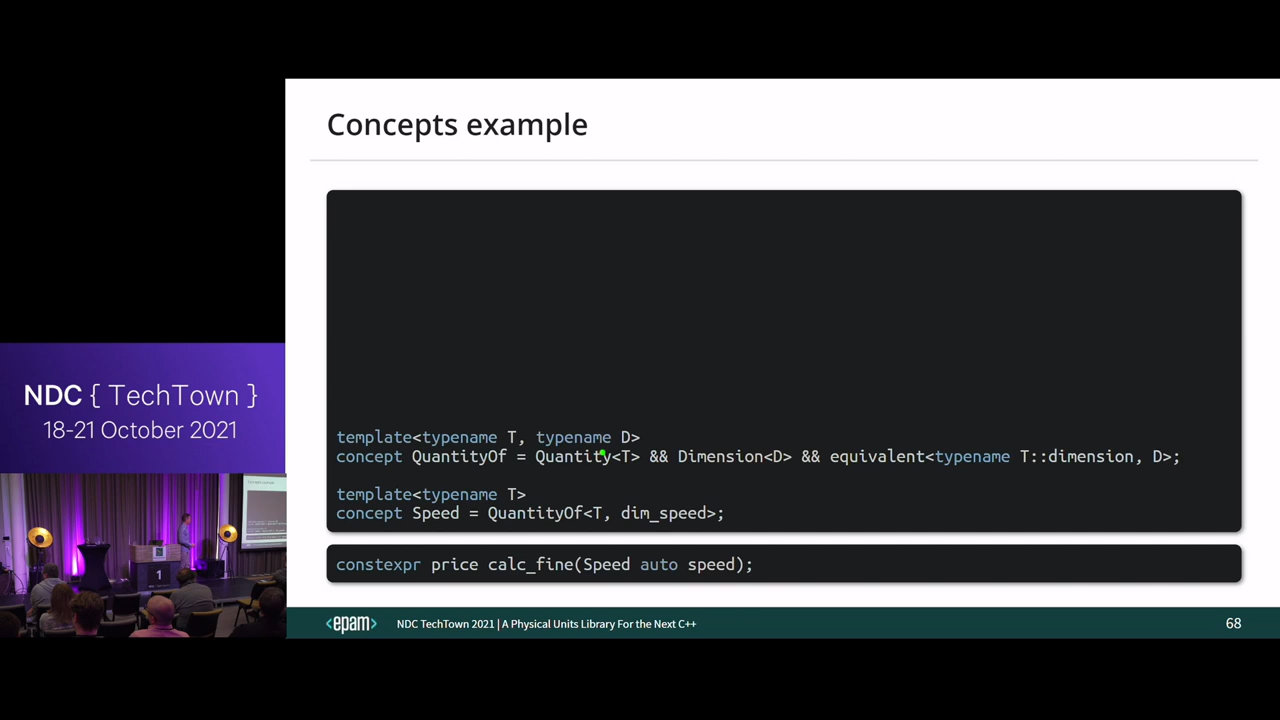 Concepts example
template<typename T, typename D>
concept QuantityOf = Quantity<T> && Dimension<D> && equivalent<typename T::dimension, D>;
template<typename T>
concept Speed = QuantityOf<T, dim_speed>;
constexpr price calc_fine(Speed auto speed);
NDC { TechTown }
18-21 October 2021
1
<epam>
NDC TechTown 2021 | A Physical Units Library For the Next C++
68